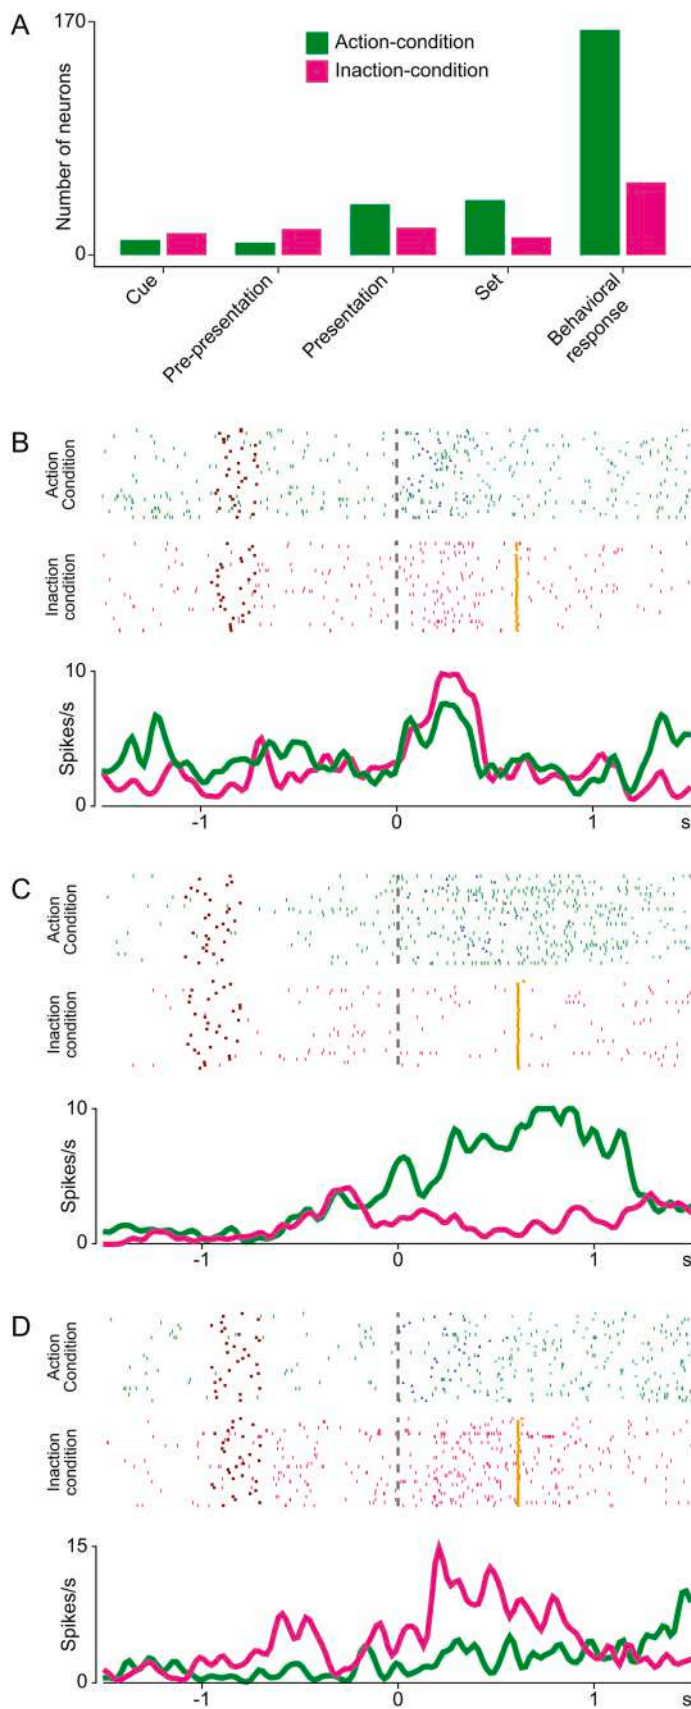 A
170
Number of neurons
0
Action-condition
Inaction-condition
Cue
Pre-presentation
Presentation
Set
Behavioral
response
B
Action
Condition
Inaction
condition
10
Spikes/s
0
-1
0
1
s
C
Action
Condition
Inaction
condition
10
Spikes/s
0
-1
0
1
s
D
Action
Condition
Inaction
condition
15
Spikes/s
0
-1
0
1
s